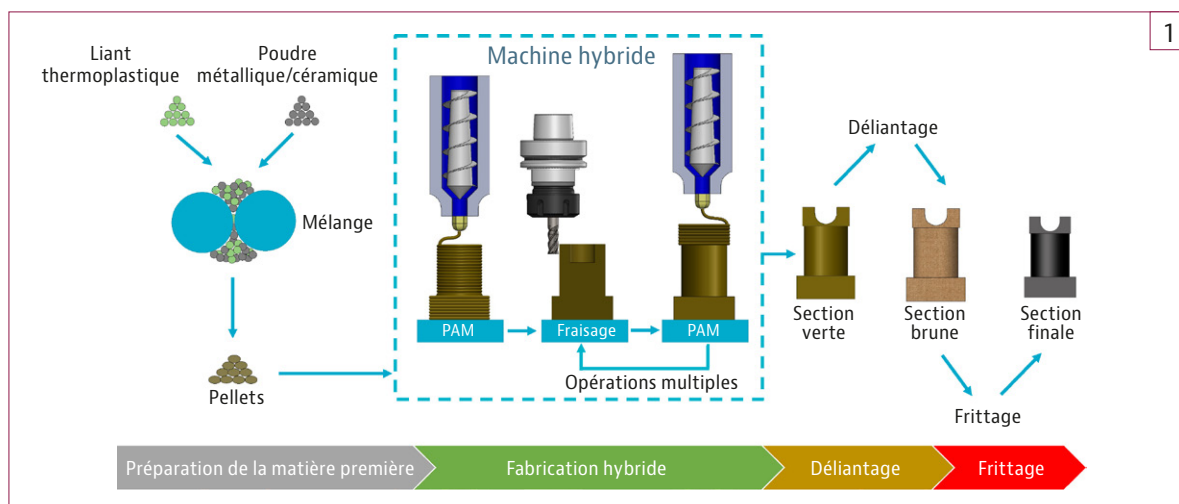 1
Liant
thermoplastique
Poudre
métallique/céramique
Mélange
Pellets
Machine hybride
PAM
Fraisage
PAM
Opérations multiples
Déliantage
Section
verte
Section
brune
Section
finale
Frittage
Préparation de la matière première
Fabrication hybride
Déliantage
Frittage